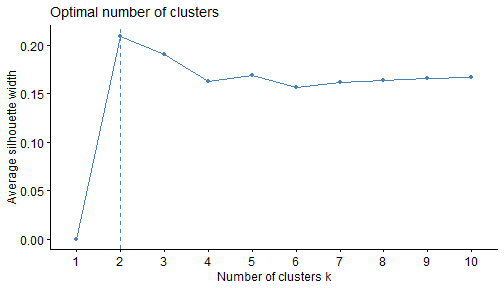 Optimal number of clusters
Average silhouette width
0.20
0.15
0.10
0.05
0.00
1 2 3 4 5 6 7 8 9 10
Number of clusters k